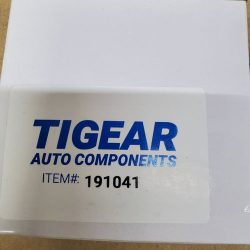 TIGEAR
AUTO COMPONENTS
ITEM#: 191041